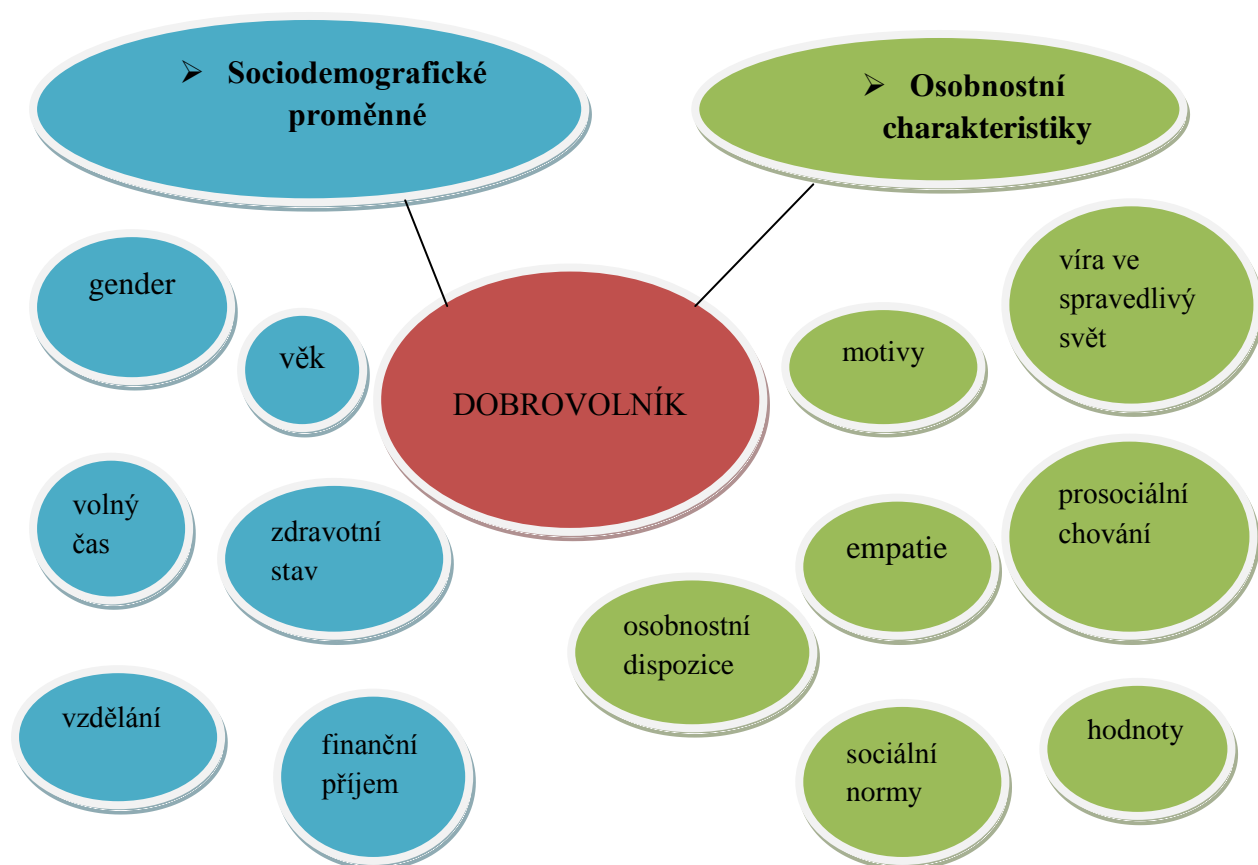 ➢ Sociodemografické
proměnné
➢ Osobnostní
charakteristiky
gender
věk
volný
čas
zdravotní
stav
vzdělání
finanční
příjem
DOBROVOLNÍK
motivy
víra ve
spravedlivý
svět
empatie
prosociální
chování
osobnostní
dispozice
sociální
normy
hodnoty